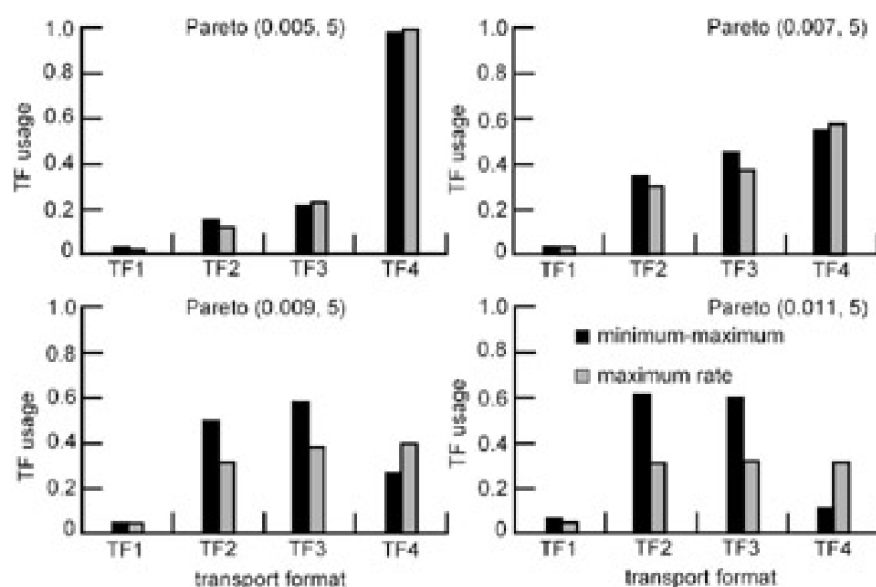 Pareto (0.005, 5)
1.0
0.8
0.6
0.4
0.2
0
TF usage
TF1 TF2 TF3 TF4
Pareto (0.007, 5)
1.0
0.8
0.6
0.4
0.2
0
TF usage
TF1 TF2 TF3 TF4
Pareto (0.009, 5)
1.0
0.8
0.6
0.4
0.2
0
TF usage
TF1 TF2 TF3 TF4
transport format
Pareto (0.011, 5)
minimum-maximum
maximum rate
1.0
0.8
0.6
0.4
0.2
0
TF usage
TF1 TF2 TF3 TF4
transport format